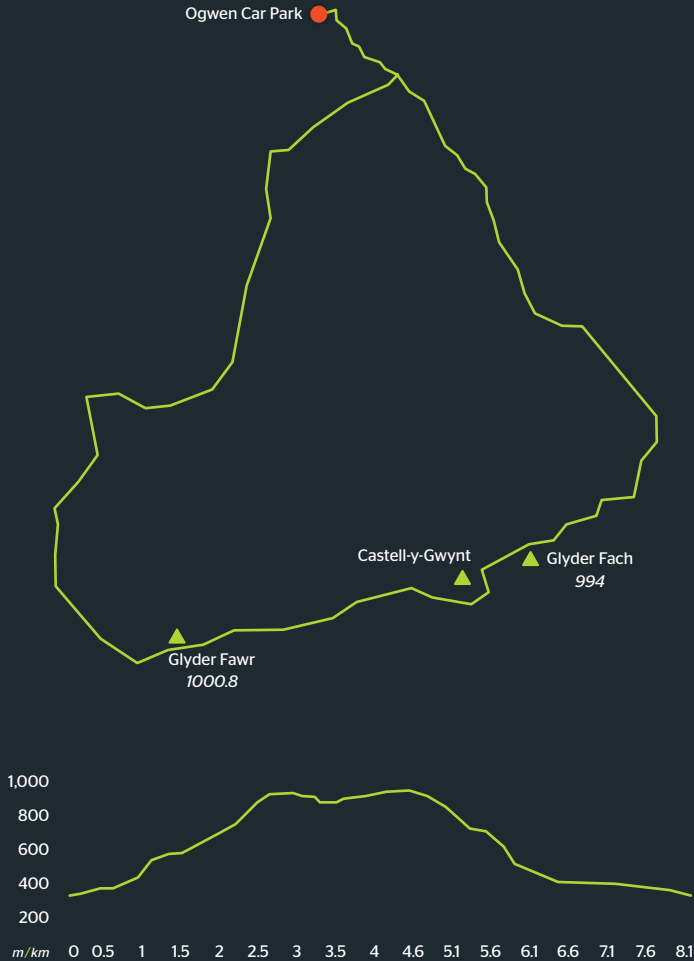 Ogwen Car Park
Castell-y-Gwynt
Glyder Fach
994
Glyder Fawr
1000.8
1,000
800
600
400
200
m/km 0 0.5 1 1.5 2 2.5 3 3.5 4 4.6 5.1 5.6 6.1 6.6 7.1 7.6 8.1